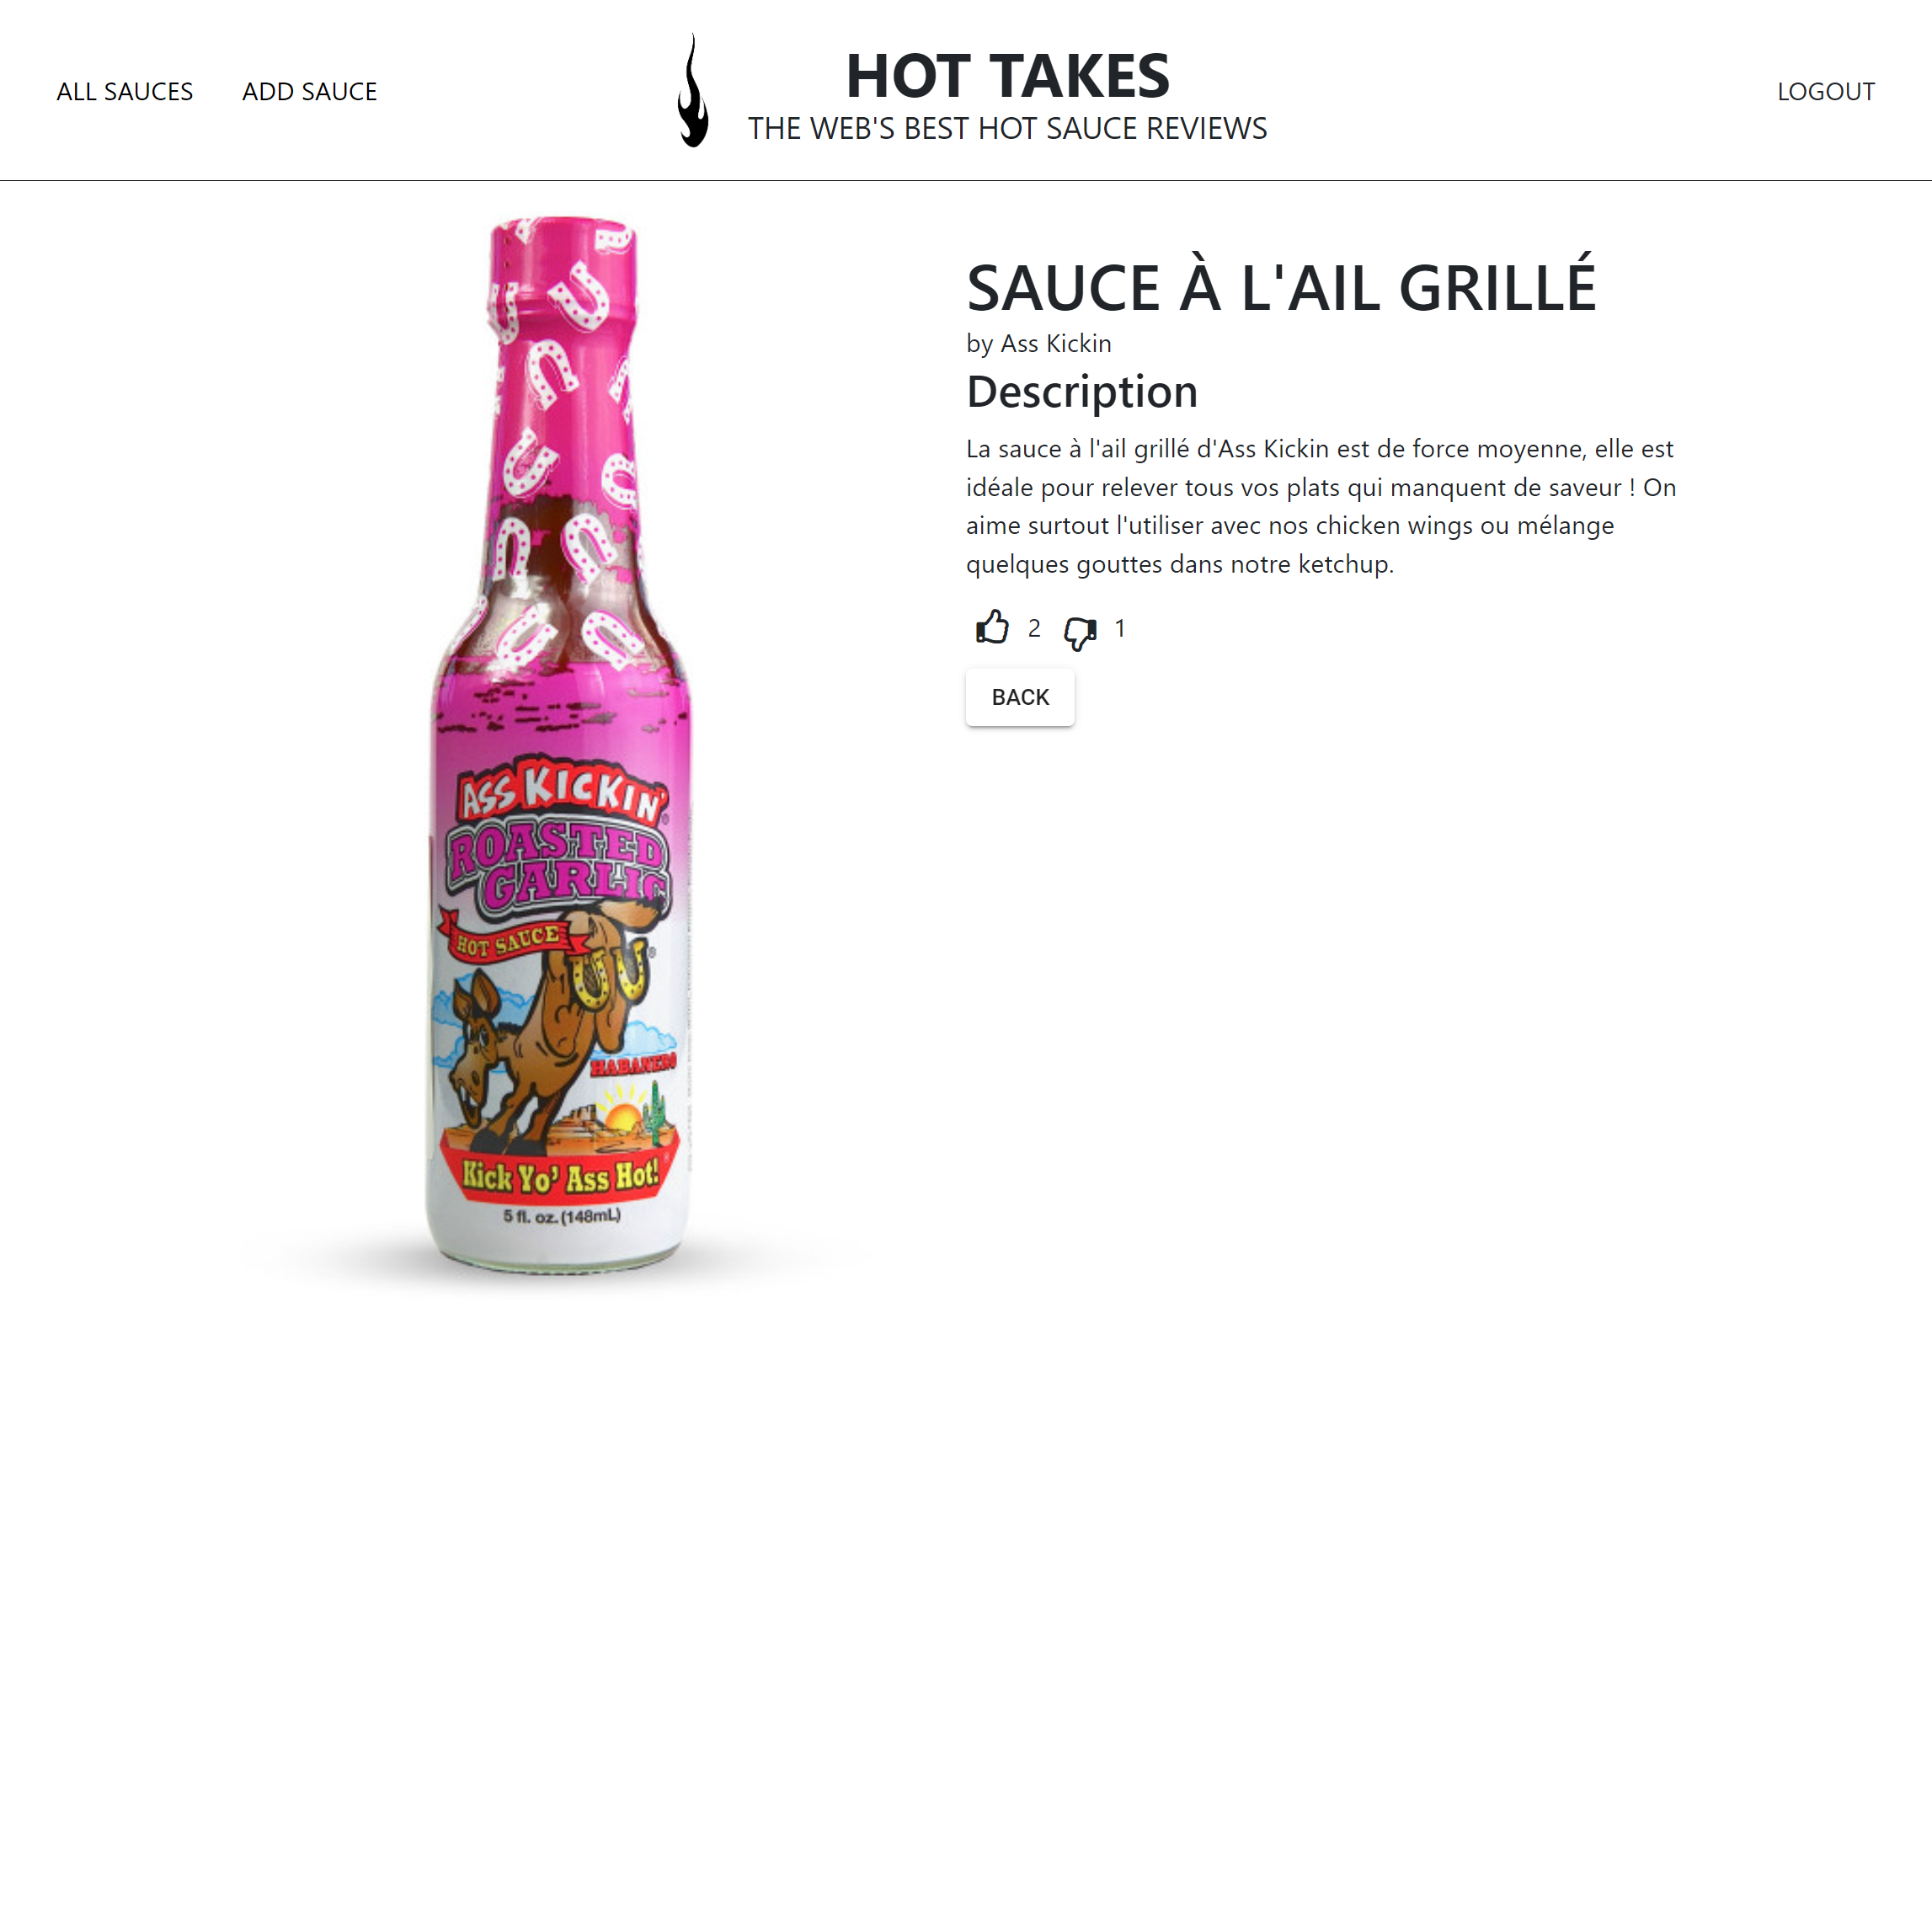 ALL SAUCES
ADD SAUCE
HOT TAKES
THE WEB'S BEST HOT SAUCE REVIEWS
LOGOUT
SAUCE À L'AIL GRILLÉ
by Ass Kickin
Description
La sauce à l'ail grillé d'Ass Kickin est de force moyenne, elle est
idéale pour relever tous vos plats qui manquent de saveur ! On
aime surtout l'utiliser avec nos chicken wings ou mélange
quelques gouttes dans notre ketchup.
2
1
BACK
ASS KICKIN'®
ROASTED
GARLIC
HOT SAUCE
HABANERO
Kick Yo' Ass Hot!
5 fl. oz. (148mL)